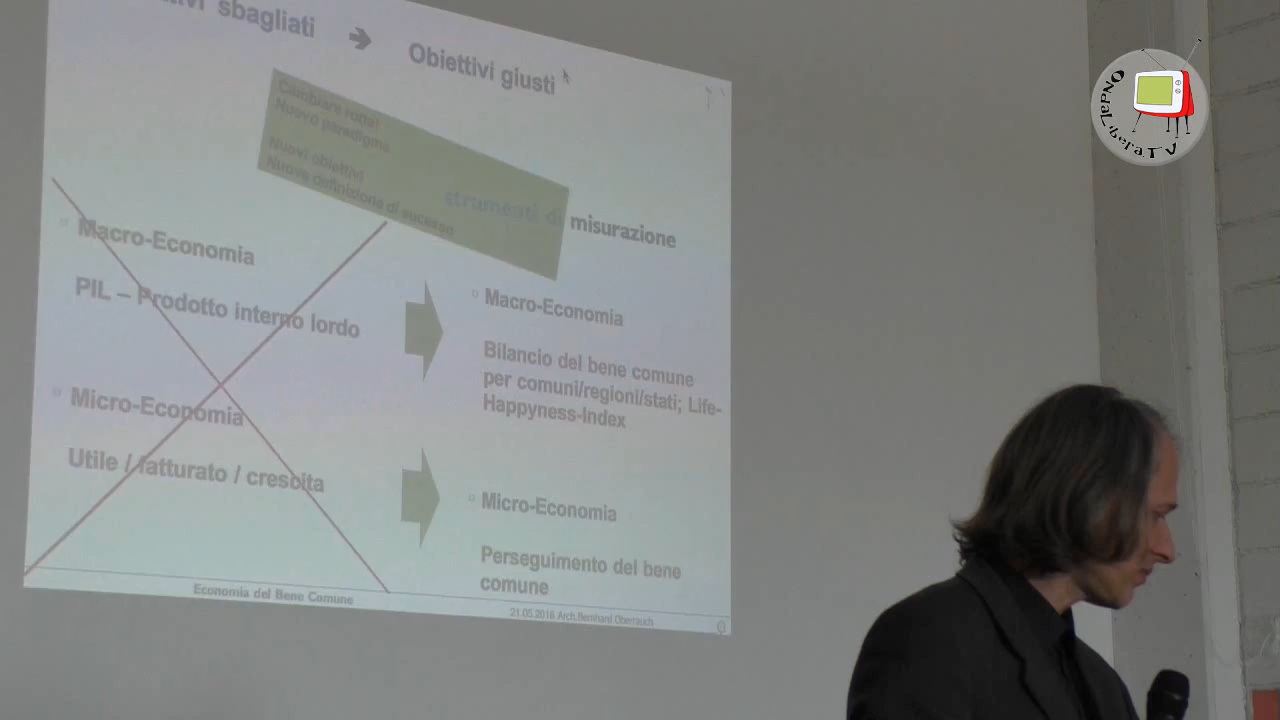 sbagliati ➔ Obiettivi giusti
Cambiare rotta!
Nuovo paradigma
Nuovi obiettivi
Nuove definizione di sucesso
strumenti di misurazione
Macro-Economia
PIL – Prodotto interno lordo
Micro-Economia
Utile / fatturato / crescita
Macro-Economia
Bilancio del bene comune
per comuni/regioni/stati; Life-
Happyness-Index
Micro-Economia
Perseguimento del bene
comune
Economia del Bene Comune
21.05.2016 Arch.Bernhard Oberrauch
OndaLiberaTV